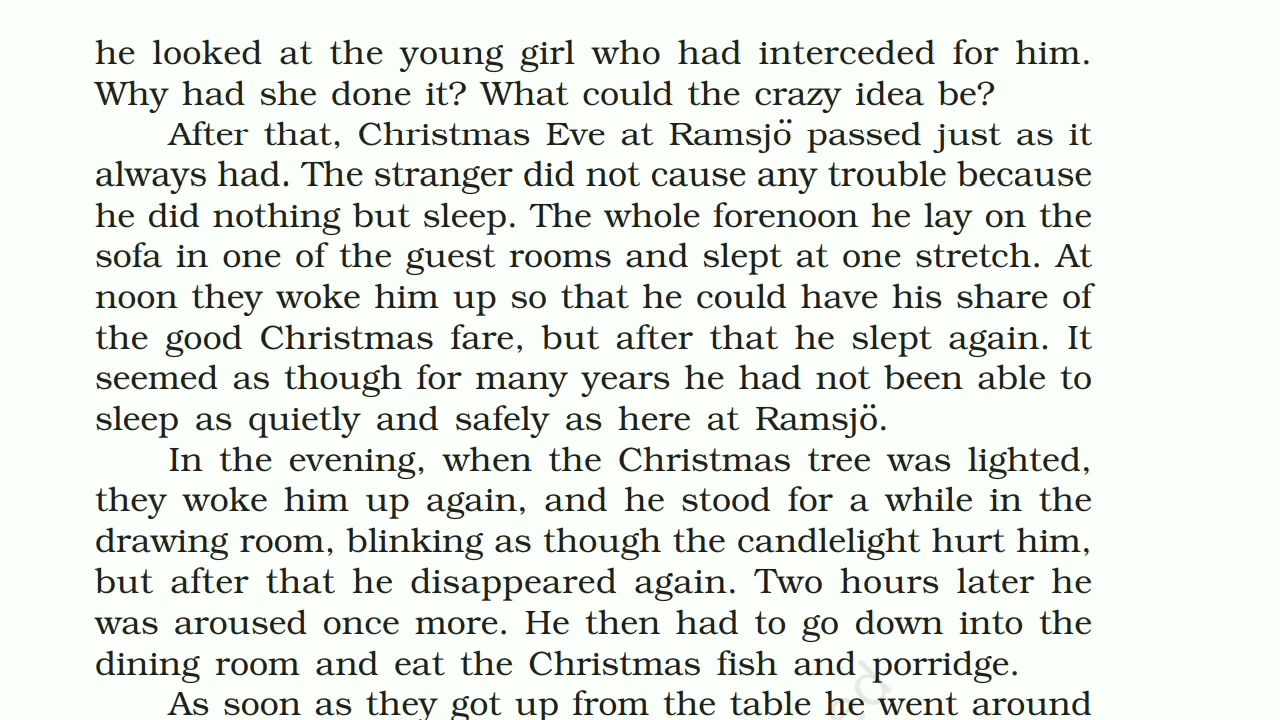 he looked at the young girl who had interceded for him.
Why had she done it? What could the crazy idea be?
After that, Christmas Eve at Ramsjö passed just as it
always had. The stranger did not cause any trouble because
he did nothing but sleep. The whole forenoon he lay on the
sofa in one of the guest rooms and slept at one stretch. At
noon they woke him up so that he could have his share of
the good Christmas fare, but after that he slept again. It
seemed as though for many years he had not been able to
sleep as quietly and safely as here at Ramsjö.
In the evening, when the Christmas tree was lighted,
they woke him up again, and he stood for a while in the
drawing room, blinking as though the candlelight hurt him,
but after that he disappeared again. Two hours later he
was aroused once more. He then had to go down into the
dining room and eat the Christmas fish and porridge.
As soon as they got up from the table he went around